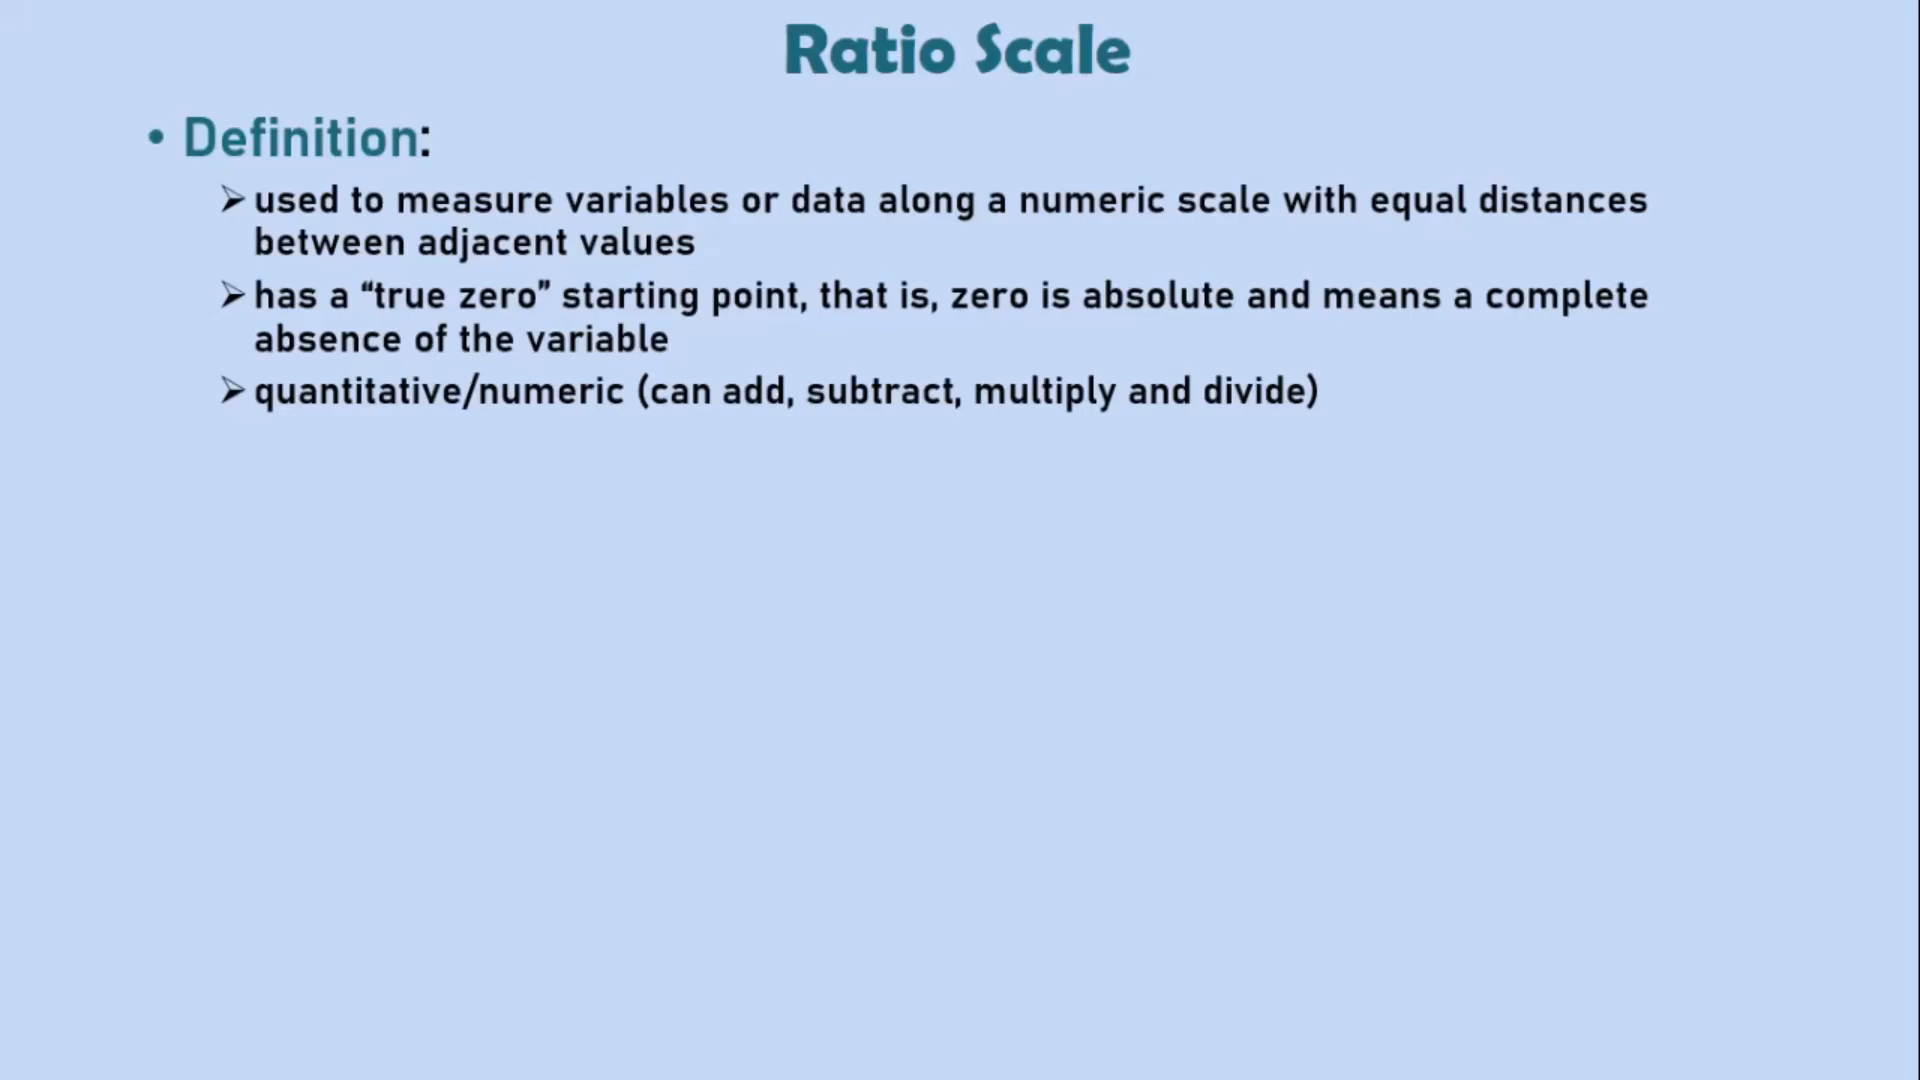 Ratio Scale
• Definition:
➢ used to measure variables or data along a numeric scale with equal distances
between adjacent values
➢ has a “true zero” starting point, that is, zero is absolute and means a complete
absence of the variable
➢ quantitative/numeric (can add, subtract, multiply and divide)